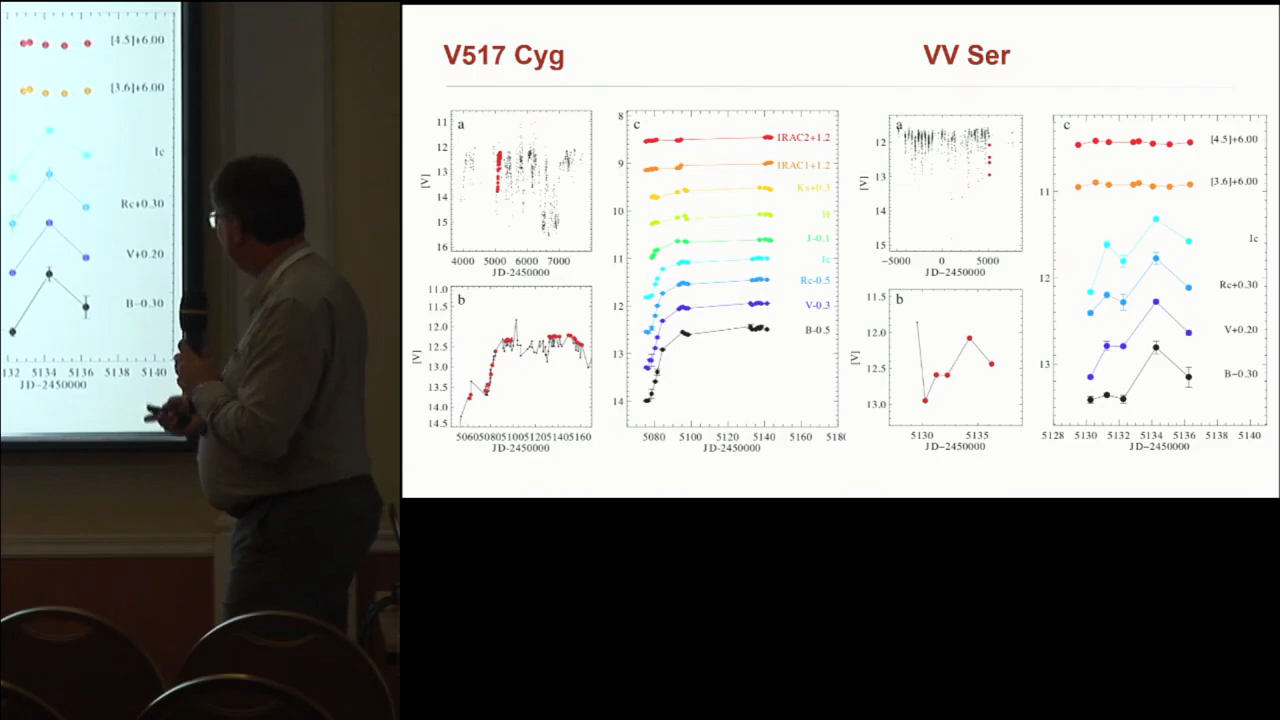 [4.5]+6.00
[3.6]+6.00
Ic
Rc+0.30
V+0.20
B−0.30
132 5134 5136 5138 5140
JD−2450000
V517 Cyg
VV Ser
a
11
12
13
14
15
16
[V]
4000 5000 6000 7000
JD-2450000
b
11.0
11.5
12.0
12.5
13.0
13.5
14.0
14.5
[V]
506050805100512051405160
JD-2450000
c
8
9
10
11
12
13
14
IRAC2+1.2
IRAC1+1.2
Ks+0.3
H
J-0.1
Ic
Rc-0.5
V-0.3
B-0.5
5080 5100 5120 5140 5160 5180
JD-2450000
a
12
13
14
15
[V]
−5000 0 5000
JD−2450000
b
11.5
12.0
12.5
13.0
[V]
5130 5135
JD−2450000
c
11
12
13
[4.5]+6.00
[3.6]+6.00
Ic
Rc+0.30
V+0.20
B−0.30
5128 5130 5132 5134 5136 5138 5140
JD−2450000